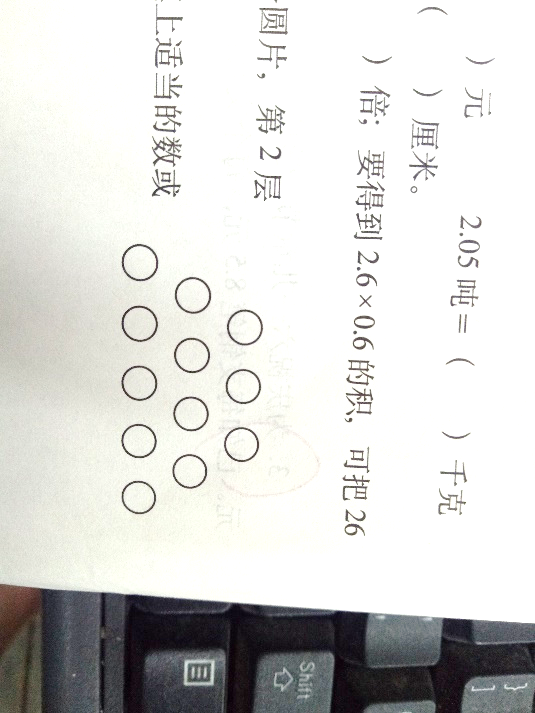 （ ）元 2.05 吨 =（ ）千克
（ ）厘米。
）倍；要得到 2.6×0.6 的积，可把 26
圆片，第 2 层
上适当的数或
Shift
}
]